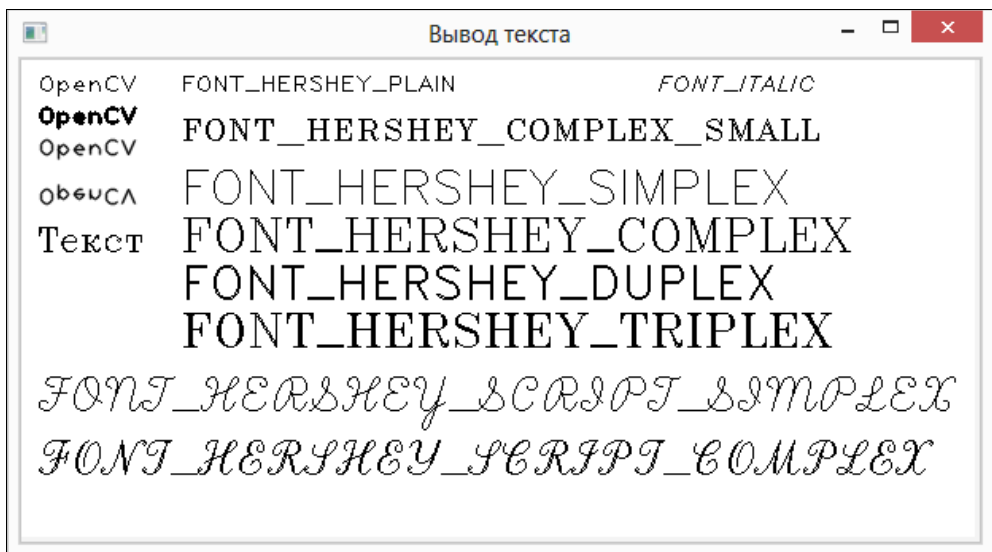 Вывод текста
OpenCV FONT_HERSHEY_PLAIN FONT_ITALIC
OpenCV
FONT_HERSHEY_COMPLEX_SMALL
OpenCV
OpenCV FONT_HERSHEY_SIMPLEX
Текст FONT_HERSHEY_COMPLEX
FONT_HERSHEY_DUPLEX
FONT_HERSHEY_TRIPLEX
FONT_HERSHEY_SCRIPT_SIMPLEX
FONT_HERSHEY_SCRIPT_COMPLEX